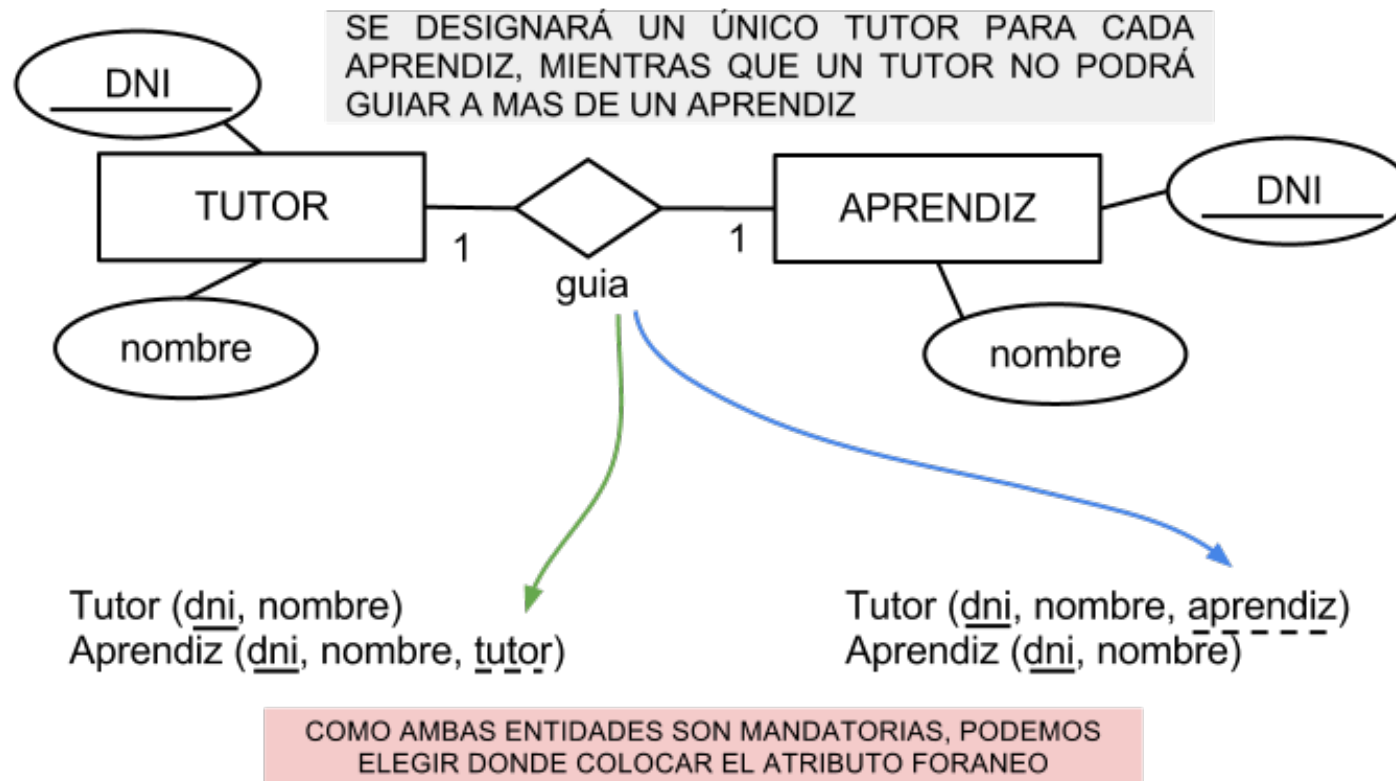 SE DESIGNARÁ UN ÚNICO TUTOR PARA CADA
APRENDIZ, MIENTRAS QUE UN TUTOR NO PODRÁ
GUIAR A MAS DE UN APRENDIZ
DNI
TUTOR
nombre
1
guia
1
APRENDIZ
DNI
nombre
Tutor (dni, nombre)
Aprendiz (dni, nombre, tutor)
Tutor (dni, nombre, aprendiz)
Aprendiz (dni, nombre)
COMO AMBAS ENTIDADES SON MANDATORIAS, PODEMOS
ELEGIR DONDE COLOCAR EL ATRIBUTO FORANEO